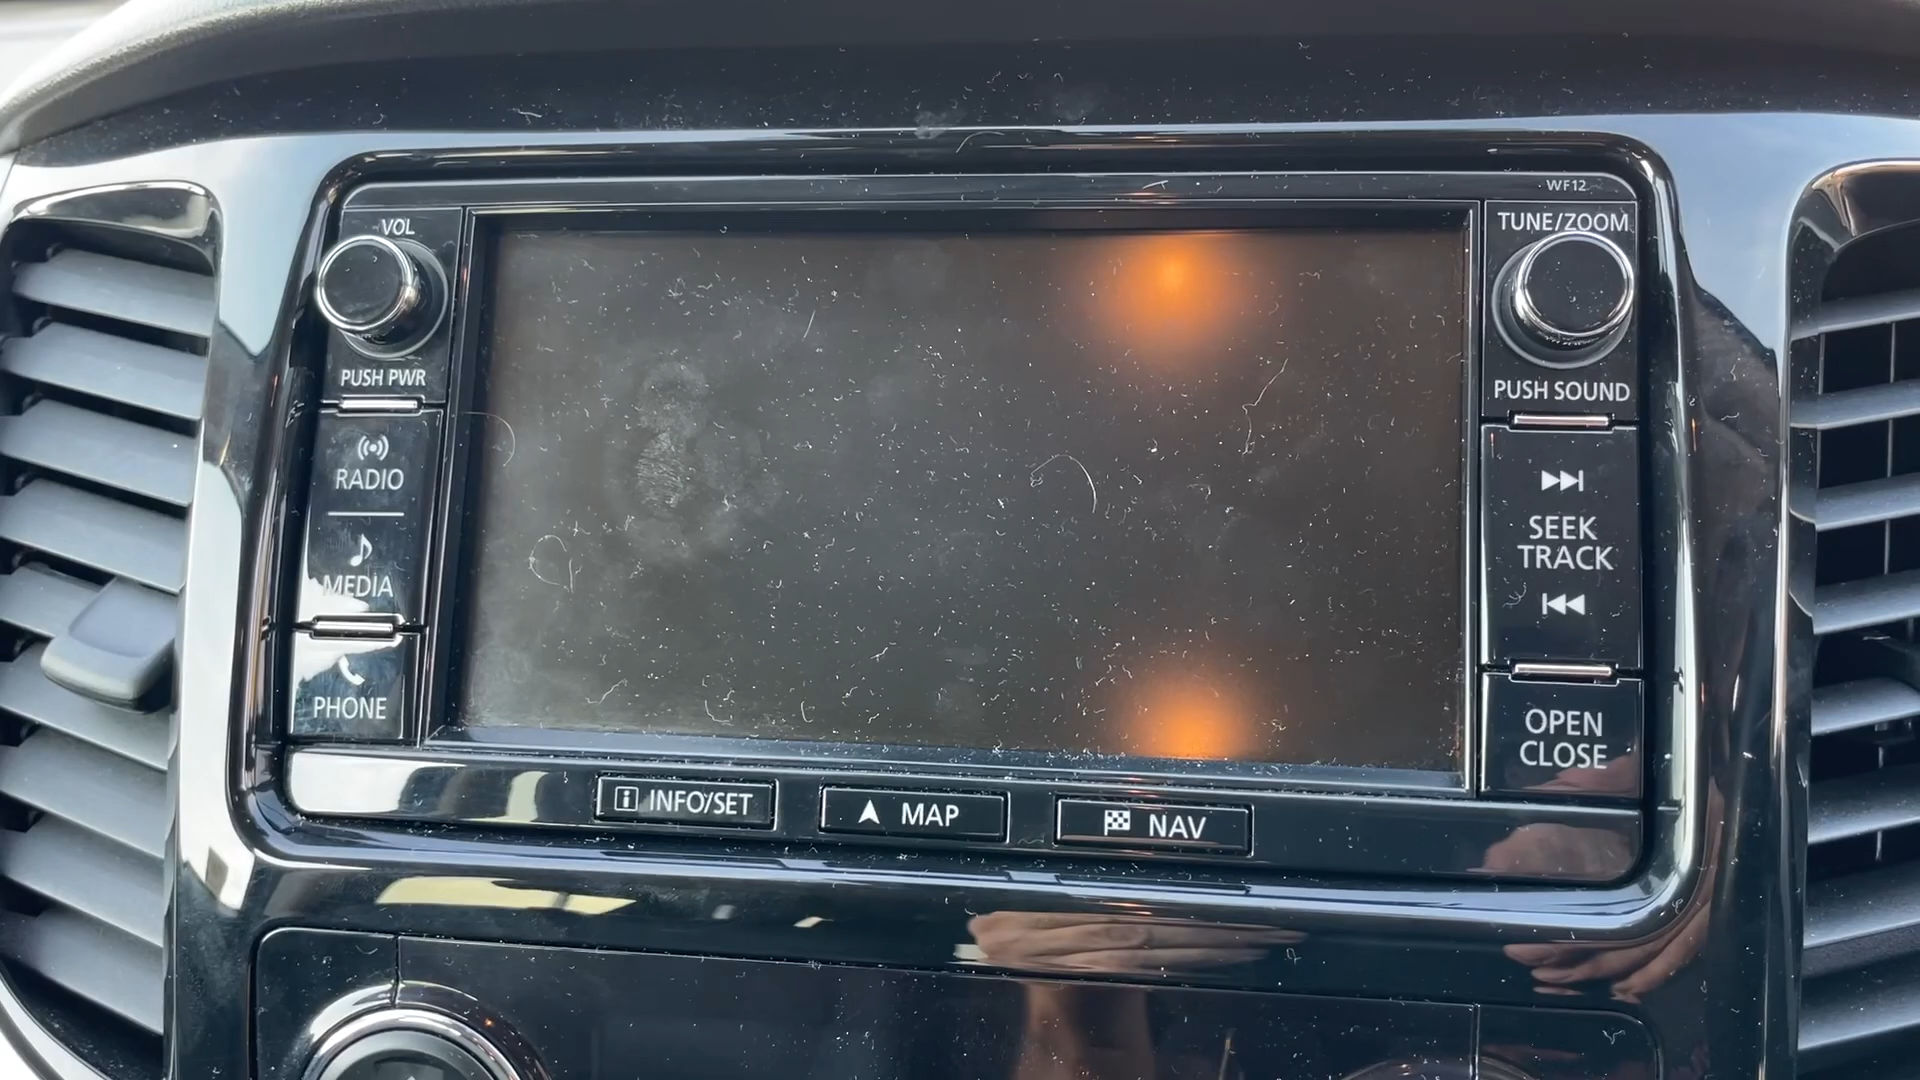 WF12
VOL
TUNE/ZOOM
PUSH PWR
PUSH SOUND
RADIO
MEDIA
PHONE
SEEK
TRACK
OPEN
CLOSE
INFO/SET
MAP
NAV